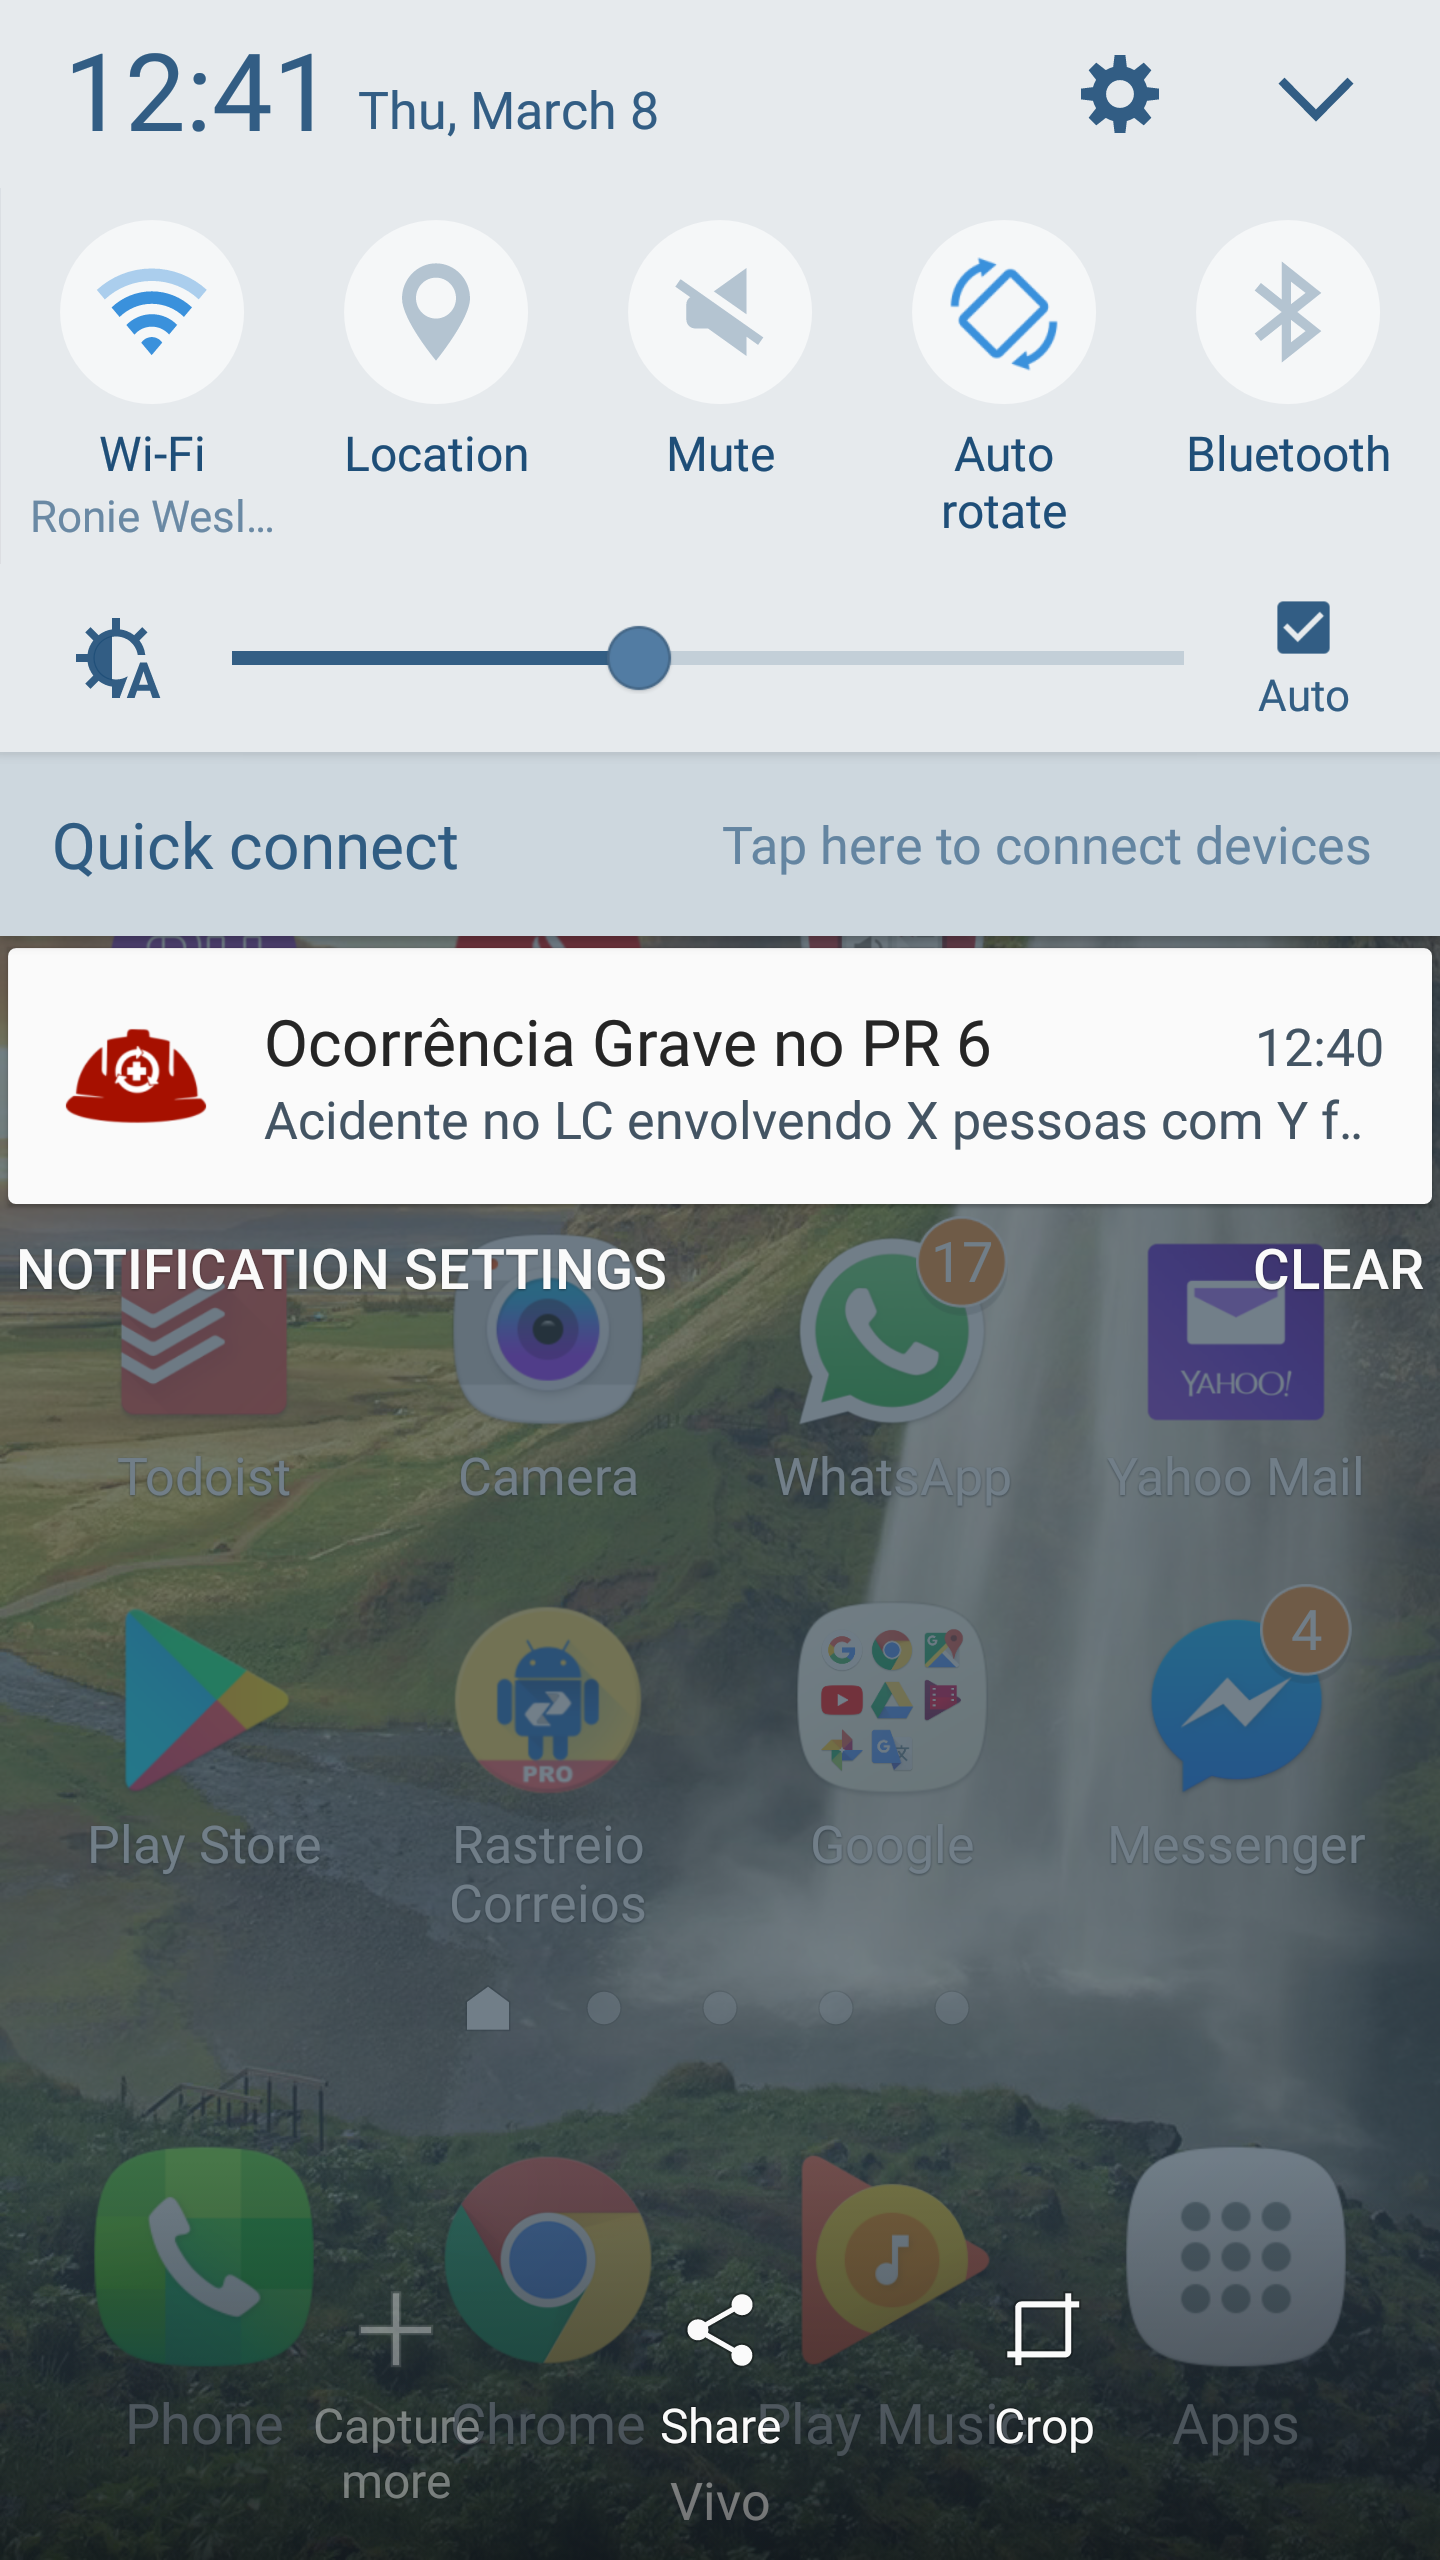 12:41 Thu, March 8
Wi-Fi Location Mute Auto rotate Bluetooth
Ronie Wesl...
A
Auto
Quick connect Tap here to connect devices
Ocorrência Grave no PR 6 12:40
Acidente no LC envolvendo X pessoas com Y f..
NOTIFICATION SETTINGS CLEAR
17
YAHOO!
Todoist Camera WhatsApp Yahoo Mail
4
PRO
Play Store Rastreio Correios Google Messenger
Phone Chrome Play Music Apps
Capture more Share Crop
Vivo